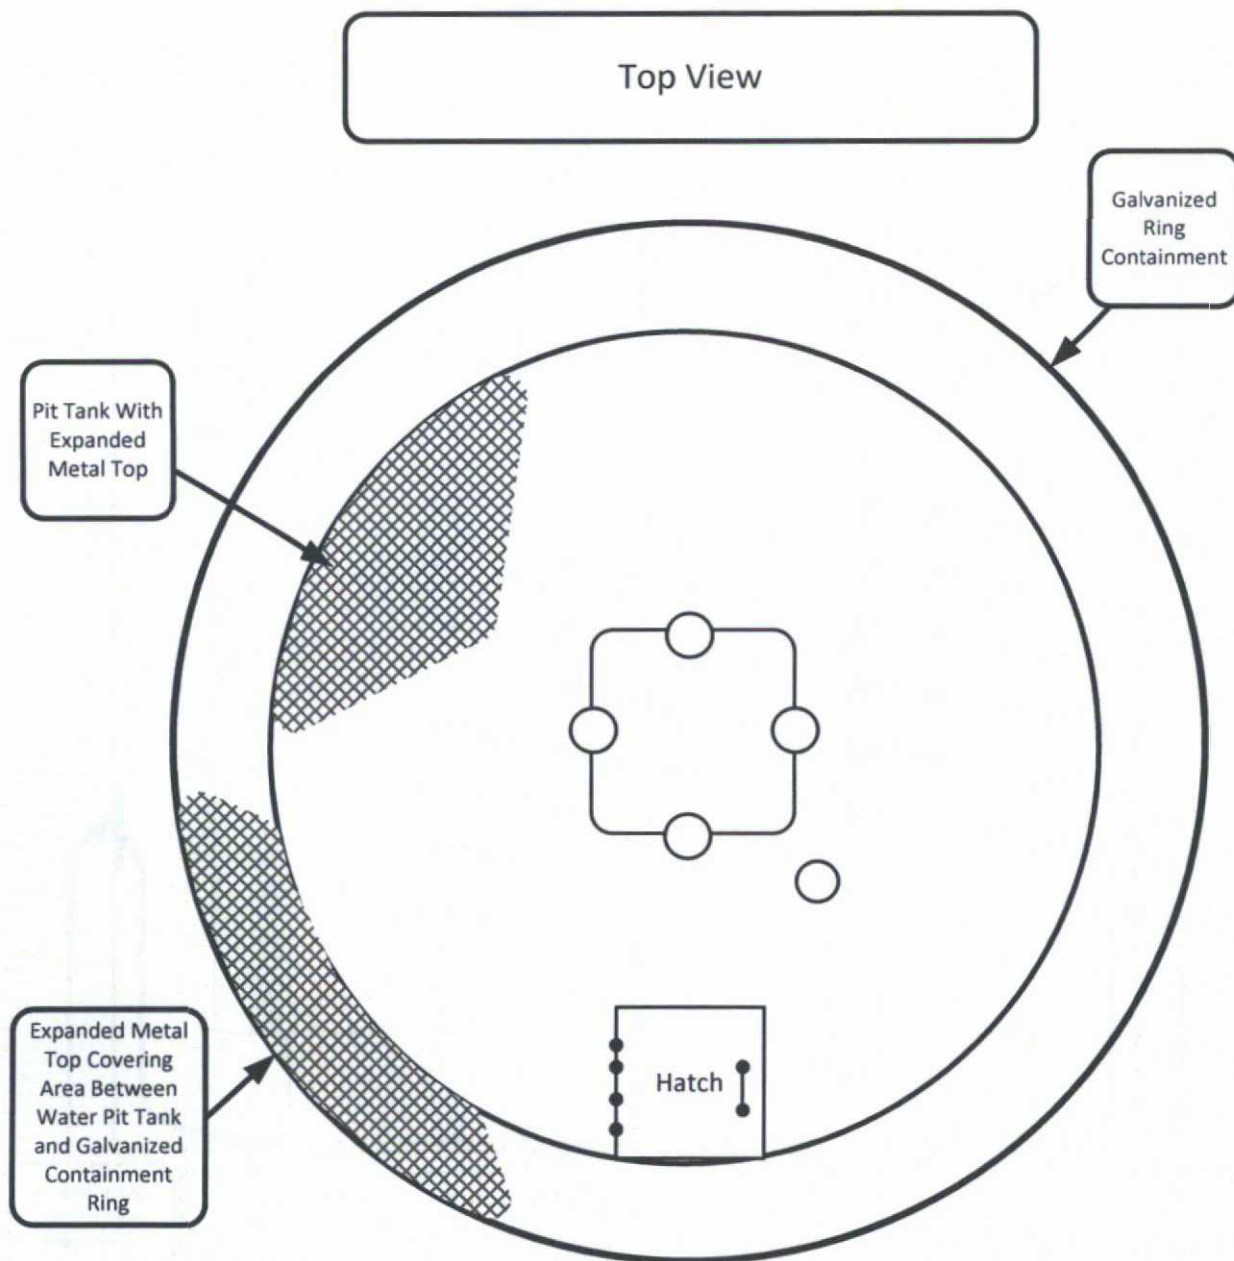 Top View
Galvanized
Ring
Containment
Pit Tank With
Expanded
Metal Top
Expanded Metal
Top Covering
Area Between
Water Pit Tank
and Galvanized
Containment
Ring
Hatch